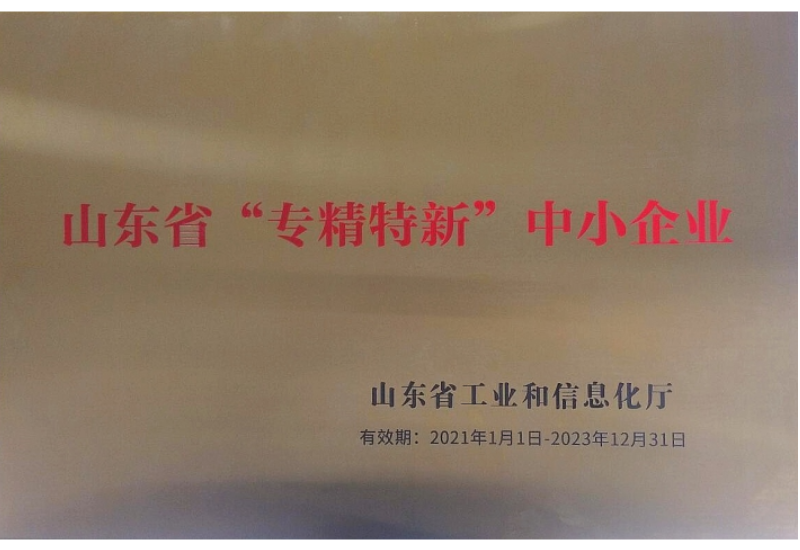 山东省“专精特新”中小企业
山东省工业和信息化厅
有效期：2021年1月1日-2023年12月31日